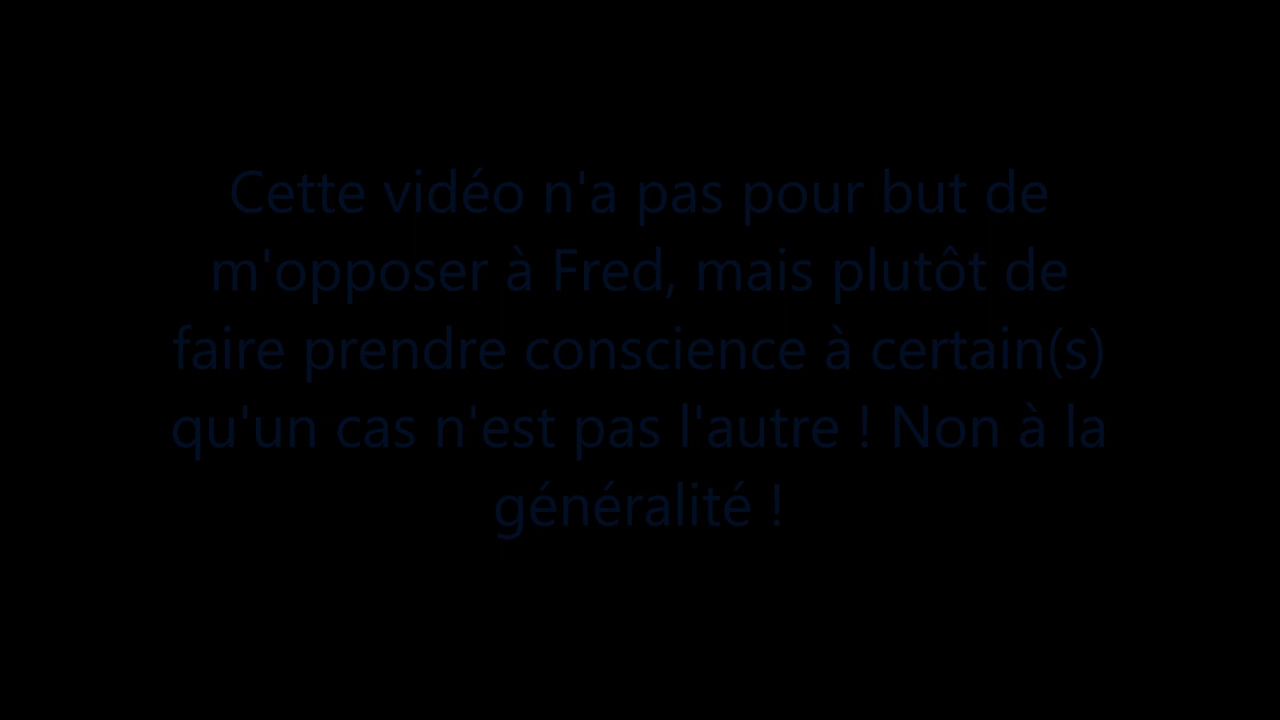 Cette vidéo n'a pas pour but de
m'opposer à Fred, mais plutôt de
faire prendre conscience à certain(s)
qu'un cas n'est pas l'autre ! Non à la
généralité !